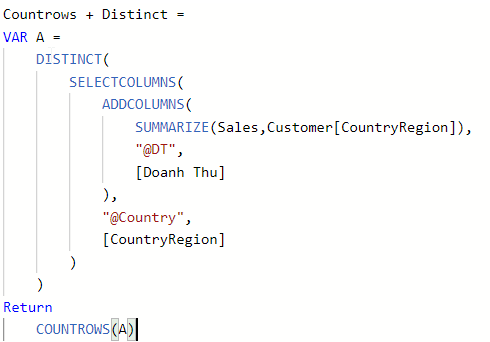 Countrows + Distinct =
VAR A =
DISTINCT(
SELECTCOLUMNS(
ADDCOLUMNS(
SUMMARIZE(Sales,Customer[CountryRegion]),
"@DT",
[Doanh Thu]
),
"@Country",
[CountryRegion]
)
)
Return
COUNTROWS(A)